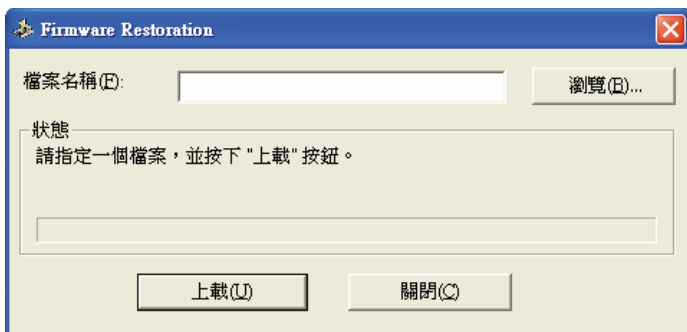 Firmware Restoration
檔案名稱(F):
瀏覽(B)...
狀態
請指定一個檔案，並按下 "上載" 按鈕。
上載(U)
關閉(C)